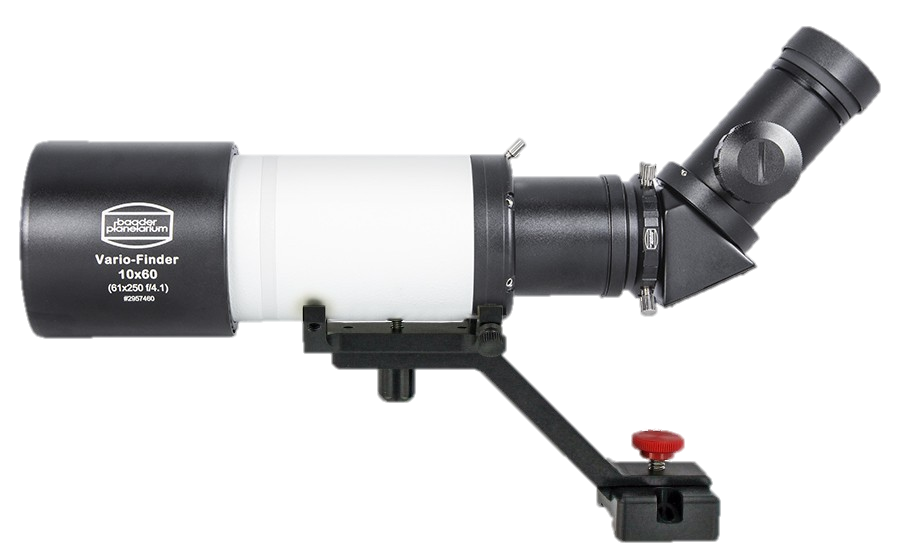 baader
planetarium
Vario-Finder
10x60
(61x250 f/4.1)
#2957460